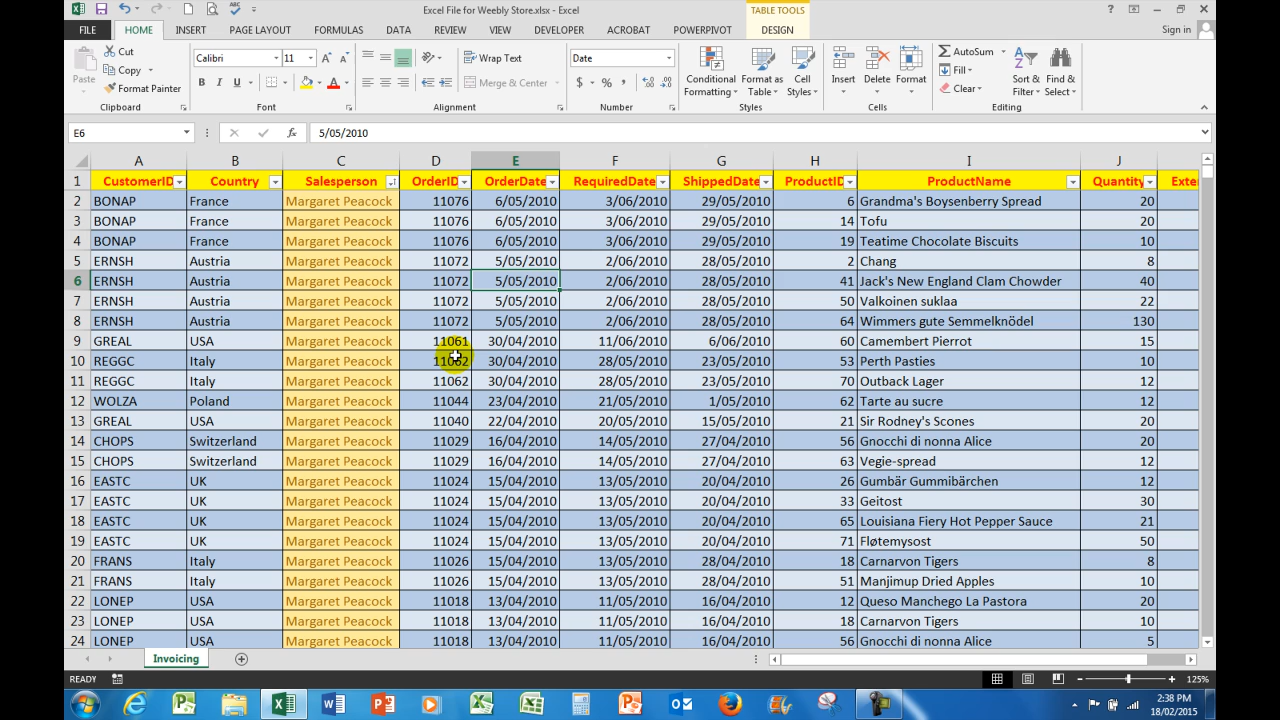 Excel File for Weebly Store.xlsx - Excel
TABLE TOOLS
FILE HOME INSERT PAGE LAYOUT FORMULAS DATA REVIEW VIEW DEVELOPER ACROBAT POWERPIVOT DESIGN Sign in
Paste
Cut
Copy
Format Painter
Clipboard
Calibri 11
B I U
Font
Wrap Text
Merge & Center
Alignment
Date
$ % ,
Number
Conditional Formatting
Format as Table
Cell Styles
Styles
Insert Delete Format
Cells
AutoSum
Fill
Clear
Sort & Filter
Find & Select
Editing
E6 fx 5/05/2010
A B C D E F G H I J
1 CustomerID Country Salesperson OrderID OrderDate RequiredDate ShippedDate ProductID ProductName Quantity Exte
2 BONAP France Margaret Peacock 11076 6/05/2010 3/06/2010 29/05/2010 6 Grandma's Boysenberry Spread 20
3 BONAP France Margaret Peacock 11076 6/05/2010 3/06/2010 29/05/2010 14 Tofu 20
4 BONAP France Margaret Peacock 11076 6/05/2010 3/06/2010 29/05/2010 19 Teatime Chocolate Biscuits 10
5 ERNSH Austria Margaret Peacock 11072 5/05/2010 2/06/2010 28/05/2010 2 Chang 8
6 ERNSH Austria Margaret Peacock 11072 5/05/2010 2/06/2010 28/05/2010 41 Jack's New England Clam Chowder 40
7 ERNSH Austria Margaret Peacock 11072 5/05/2010 2/06/2010 28/05/2010 50 Valkoinen suklaa 22
8 ERNSH Austria Margaret Peacock 11072 5/05/2010 2/06/2010 28/05/2010 64 Wimmers gute Semmelknödel 130
9 GREAL USA Margaret Peacock 11061 30/04/2010 11/06/2010 6/06/2010 60 Camembert Pierrot 15
10 REGGC Italy Margaret Peacock 11062 30/04/2010 28/05/2010 23/05/2010 53 Perth Pasties 10
11 REGGC Italy Margaret Peacock 11062 30/04/2010 28/05/2010 23/05/2010 70 Outback Lager 12
12 WOLZA Poland Margaret Peacock 11044 23/04/2010 21/05/2010 1/05/2010 62 Tarte au sucre 12
13 GREAL USA Margaret Peacock 11040 22/04/2010 20/05/2010 15/05/2010 21 Sir Rodney's Scones 20
14 CHOPS Switzerland Margaret Peacock 11029 16/04/2010 14/05/2010 27/04/2010 56 Gnocchi di nonna Alice 20
15 CHOPS Switzerland Margaret Peacock 11029 16/04/2010 14/05/2010 27/04/2010 63 Vegie-spread 12
16 EASTC UK Margaret Peacock 11024 15/04/2010 13/05/2010 20/04/2010 26 Gumbär Gummibärchen 12
17 EASTC UK Margaret Peacock 11024 15/04/2010 13/05/2010 20/04/2010 33 Geitost 30
18 EASTC UK Margaret Peacock 11024 15/04/2010 13/05/2010 20/04/2010 65 Louisiana Fiery Hot Pepper Sauce 21
19 EASTC UK Margaret Peacock 11024 15/04/2010 13/05/2010 20/04/2010 71 Fløtemysost 50
20 FRANS Italy Margaret Peacock 11026 15/04/2010 13/05/2010 28/04/2010 18 Carnarvon Tigers 8
21 FRANS Italy Margaret Peacock 11026 15/04/2010 13/05/2010 28/04/2010 51 Manjimup Dried Apples 10
22 LONEP USA Margaret Peacock 11018 13/04/2010 11/05/2010 16/04/2010 12 Queso Manchego La Pastora 20
23 LONEP USA Margaret Peacock 11018 13/04/2010 11/05/2010 16/04/2010 18 Carnarvon Tigers 10
24 LONEP USA Margaret Peacock 11018 13/04/2010 11/05/2010 16/04/2010 56 Gnocchi di nonna Alice 5
Invoicing
READY 125%
2:38 PM
18/02/2015